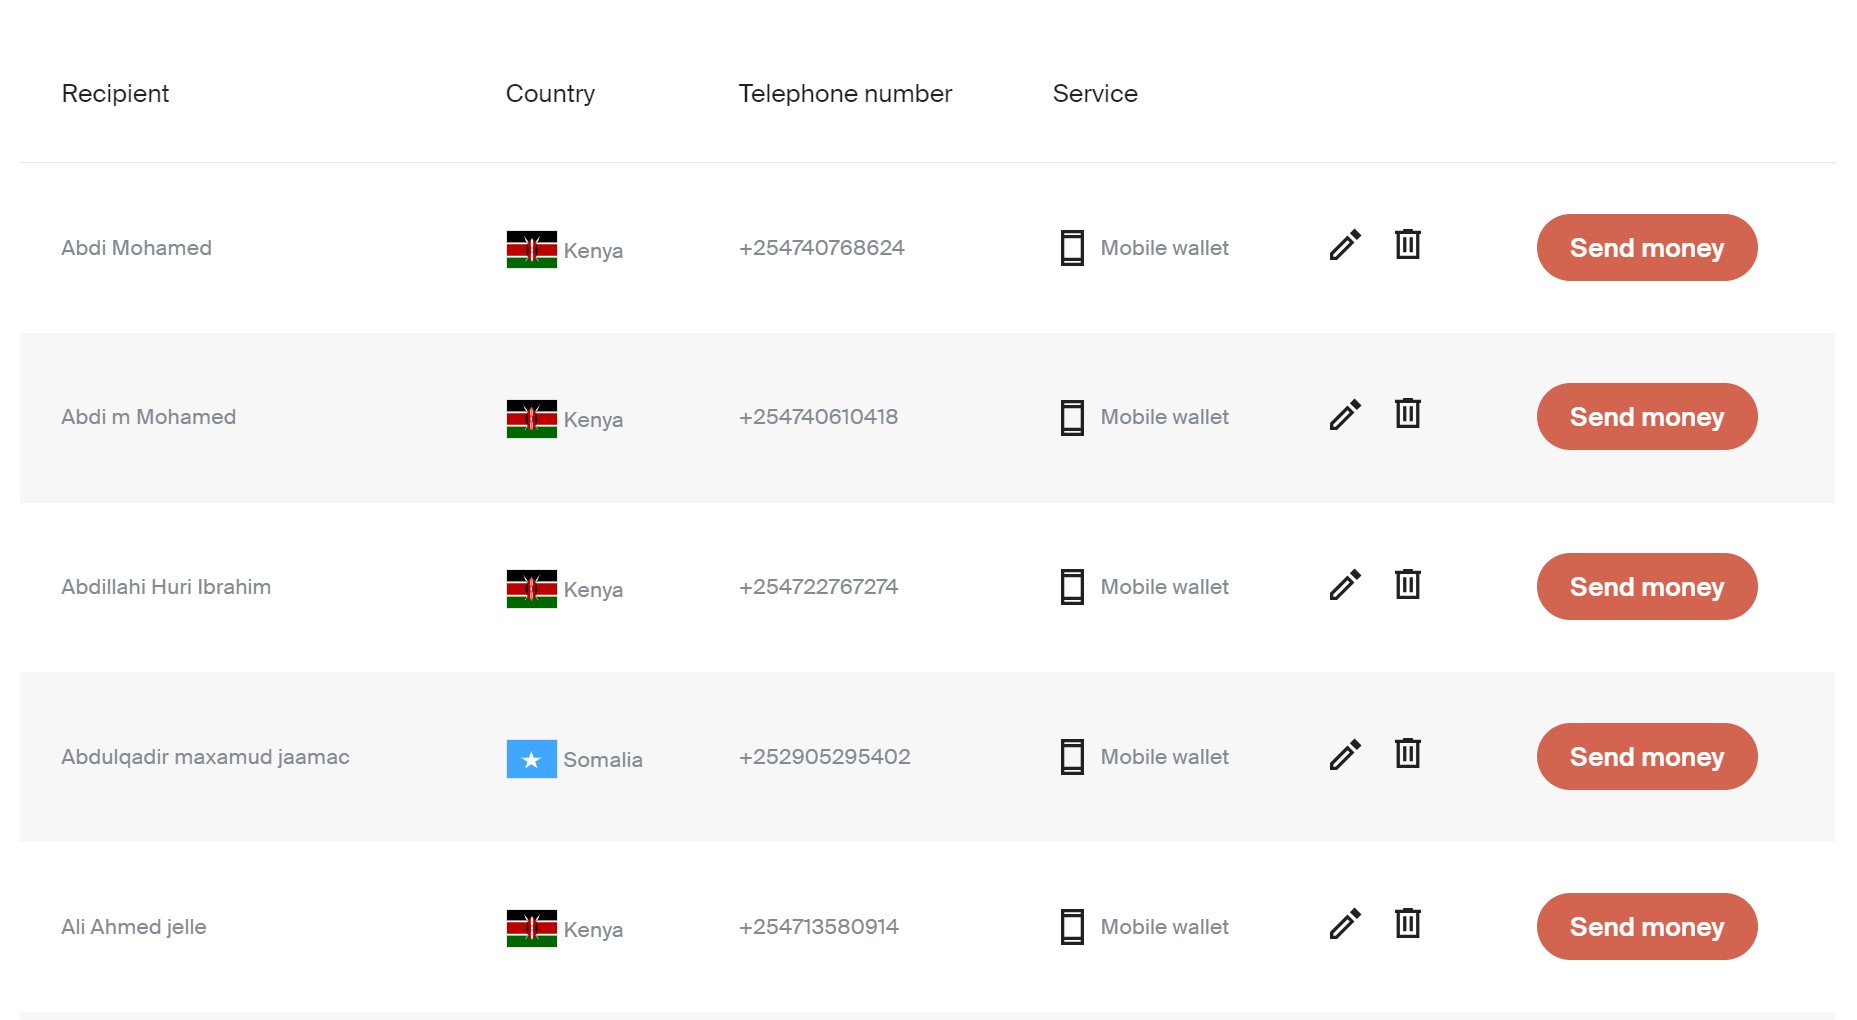 Recipient Country Telephone number Service
Abdi Mohamed Kenya +254740768624 Mobile wallet Send money
Abdi m Mohamed Kenya +254740610418 Mobile wallet Send money
Abdillahi Huri Ibrahim Kenya +254722767274 Mobile wallet Send money
Abdulqadir maxamud jaamac Somalia +252905295402 Mobile wallet Send money
Ali Ahmed jelle Kenya +254713580914 Mobile wallet Send money